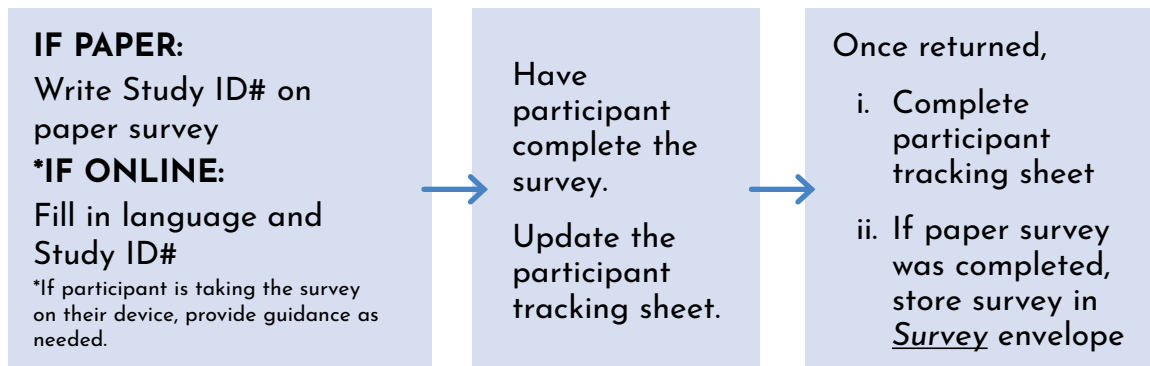 IF PAPER:
Write Study ID# on
paper survey
*IF ONLINE:
Fill in language and
Study ID#
*If participant is taking the survey
on their device, provide guidance as
needed.
Have
participant
complete the
survey.
Update the
participant
tracking sheet.
Once returned,
i. Complete
participant
tracking sheet
ii. If paper survey
was completed,
store survey in
Survey envelope